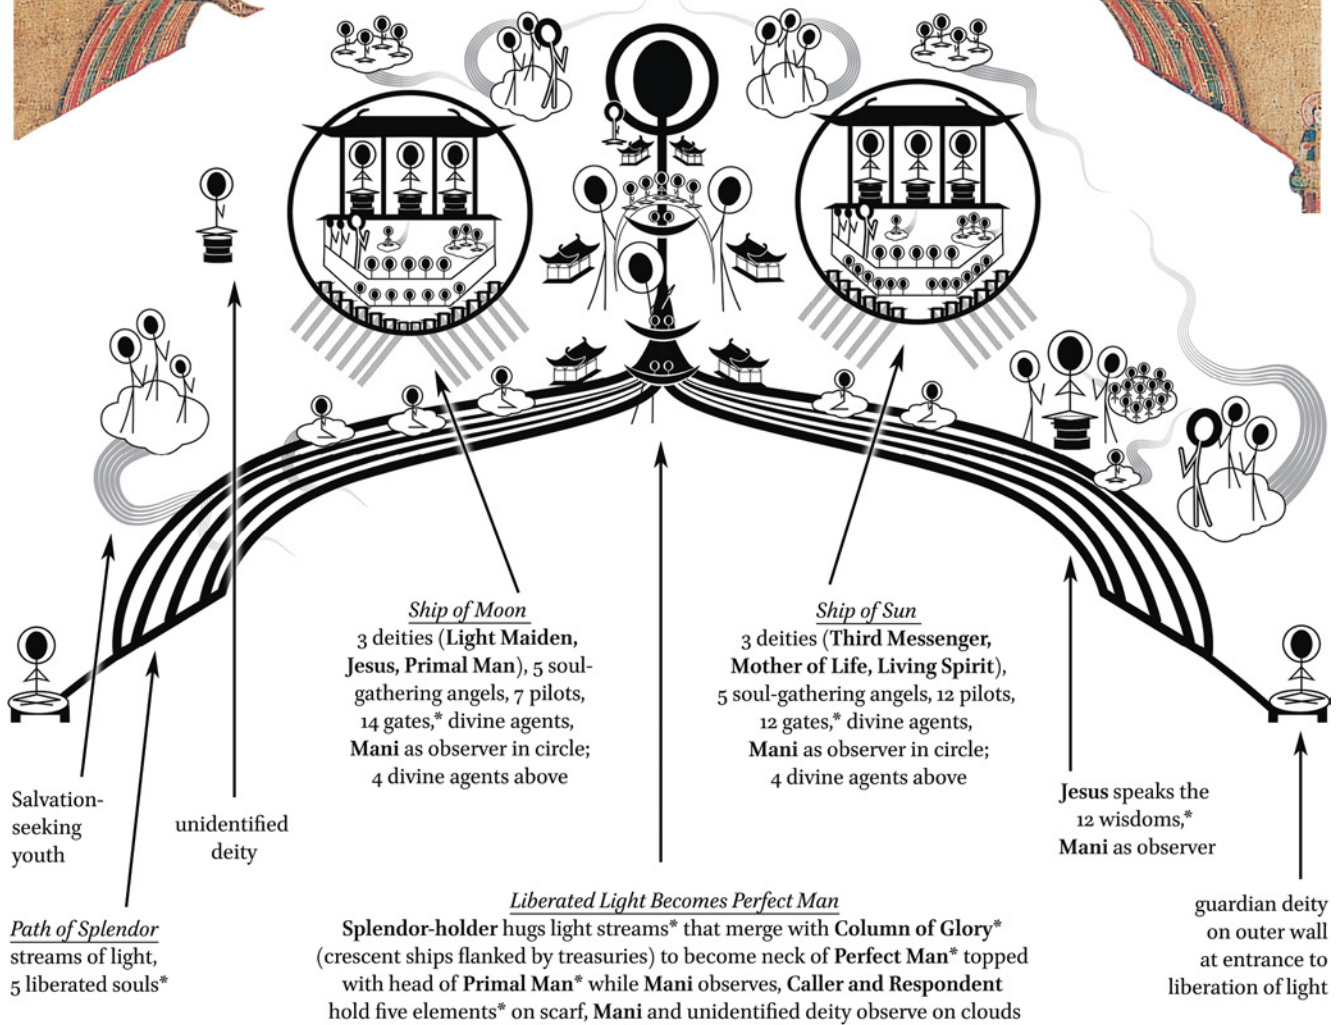 Ship of Moon
3 deities (Light Maiden,
Jesus, Primal Man), 5 soul-
gathering angels, 7 pilots,
14 gates,* divine agents,
Mani as observer in circle;
4 divine agents above
Ship of Sun
3 deities (Third Messenger,
Mother of Life, Living Spirit),
5 soul-gathering angels, 12 pilots,
12 gates,* divine agents,
Mani as observer in circle;
4 divine agents above
Salvation-
seeking
youth
unidentified
deity
Jesus speaks the
12 wisdoms,*
Mani as observer
Path of Splendor
streams of light,
5 liberated souls*
Liberated Light Becomes Perfect Man
Splendor-holder hugs light streams* that merge with Column of Glory*
(crescent ships flanked by treasuries) to become neck of Perfect Man* topped
with head of Primal Man* while Mani observes, Caller and Respondent
hold five elements* on scarf, Mani and unidentified deity observe on clouds
guardian deity
on outer wall
at entrance to
liberation of light